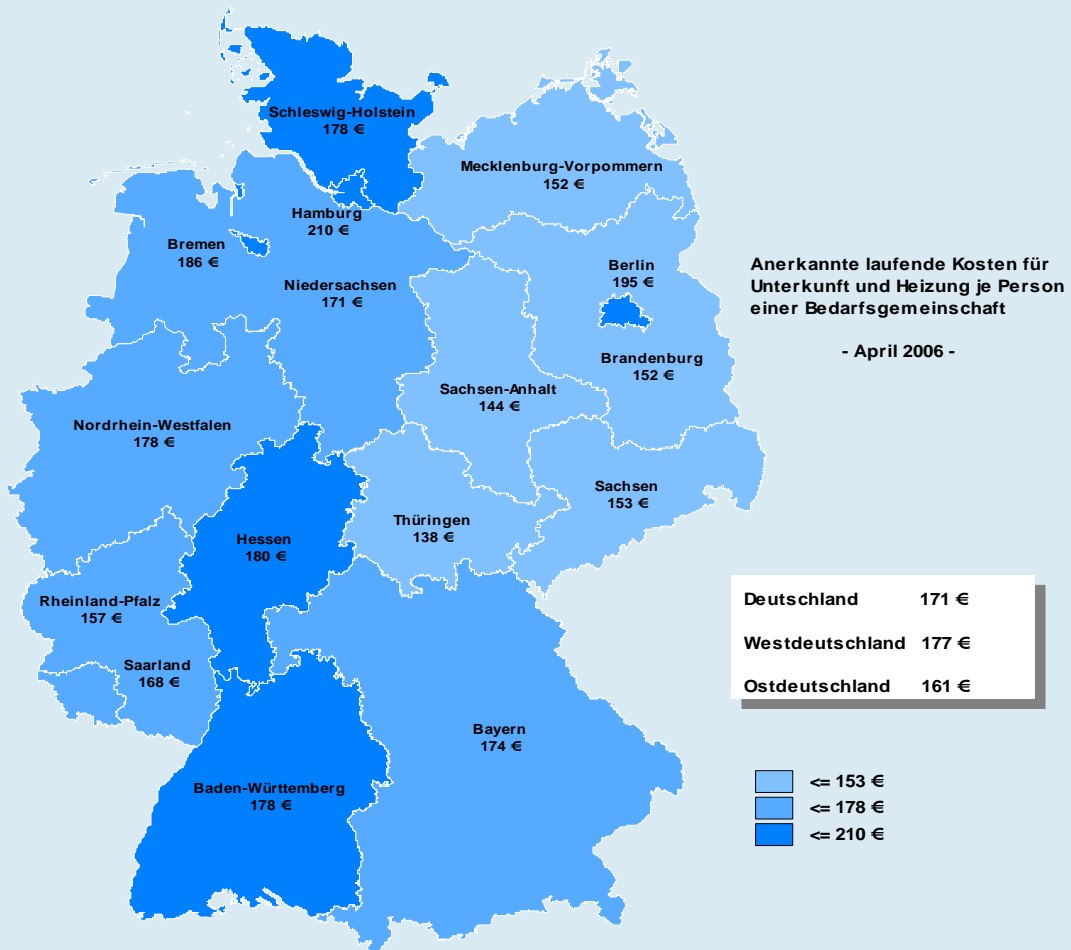 Schleswig-Holstein
178 €
Mecklenburg-Vorpommern
152 €
Hamburg
210 €
Bremen
186 €
Niedersachsen
171 €
Berlin
195 €
Brandenburg
152 €
Sachsen-Anhalt
144 €
Nordrhein-Westfalen
178 €
Sachsen
153 €
Thüringen
138 €
Hessen
180 €
Rheinland-Pfalz
157 €
Saarland
168 €
Bayern
174 €
Baden-Württemberg
178 €
Anerkannte laufende Kosten für
Unterkunft und Heizung je Person
einer Bedarfsgemeinschaft
- April 2006 -
Deutschland 171 €
Westdeutschland 177 €
Ostdeutschland 161 €
<= 153 €
<= 178 €
<= 210 €